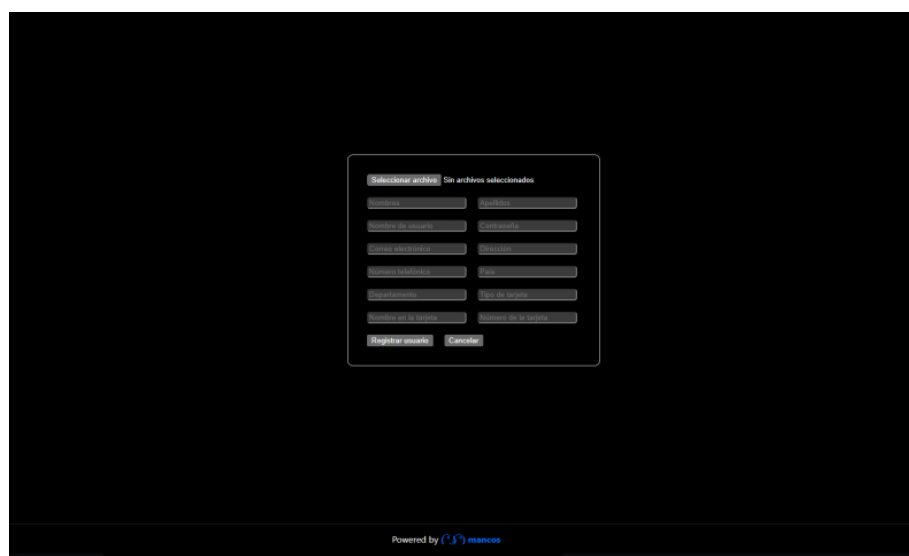 Seleccionar archivo Sin archivos seleccionados
Nombres Apellidos
Nombre de usuario Contraseña
Correo electrónico Dirección
Número telefónico País
Departamento Tipo de tarjeta
Nombre en la tarjeta Número de la tarjeta
Registrar usuario Cancelar
Powered by mancos